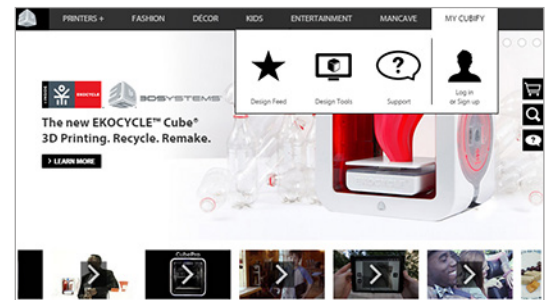 PRINTERS + FASHION DÉCOR KIDS ENTERTAINMENT MANCAVE MY CUBIFY
Design Feed Design Tools Support Log in
or Sign up
EKOCYCLE
3DSYSTEMS
The new EKOCYCLE™ Cube®
3D Printing. Recycle. Remake.
> LEARN MORE
CubePro